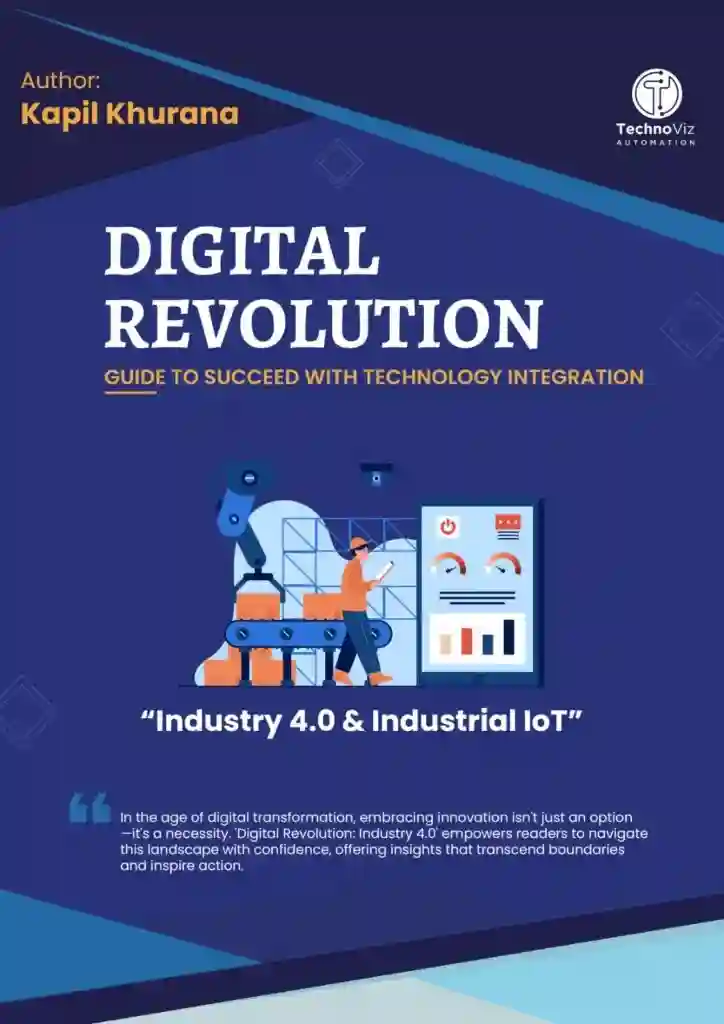 Author:
Kapil Khurana
TechnoViz
AUTOMATION
DIGITAL
REVOLUTION
GUIDE TO SUCCEED WITH TECHNOLOGY INTEGRATION
“Industry 4.0 & Industrial IoT”
In the age of digital transformation, embracing innovation isn't just an option
—it's a necessity. 'Digital Revolution: Industry 4.0' empowers readers to navigate
this landscape with confidence, offering insights that transcend boundaries
and inspire action.